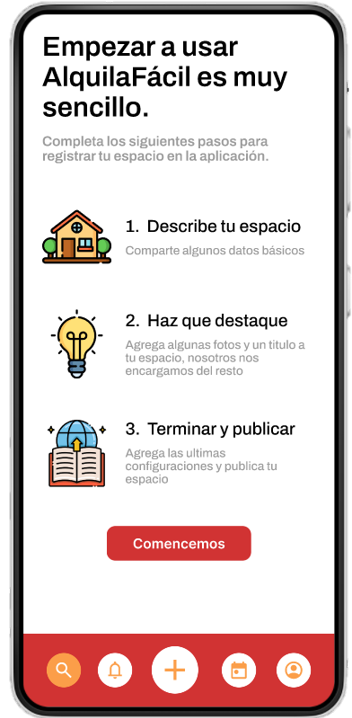 Empezar a usar
AlquilaFácil es muy
sencillo.
Completa los siguientes pasos para
registrar tu espacio en la aplicación.
1. Describe tu espacio
Comparte algunos datos básicos
2. Haz que destaque
Agrega algunas fotos y un titulo a
tu espacio, nosotros nos
encargamos del resto
3. Terminar y publicar
Agrega las ultimas
configuraciones y publica tu
espacio
Comencemos